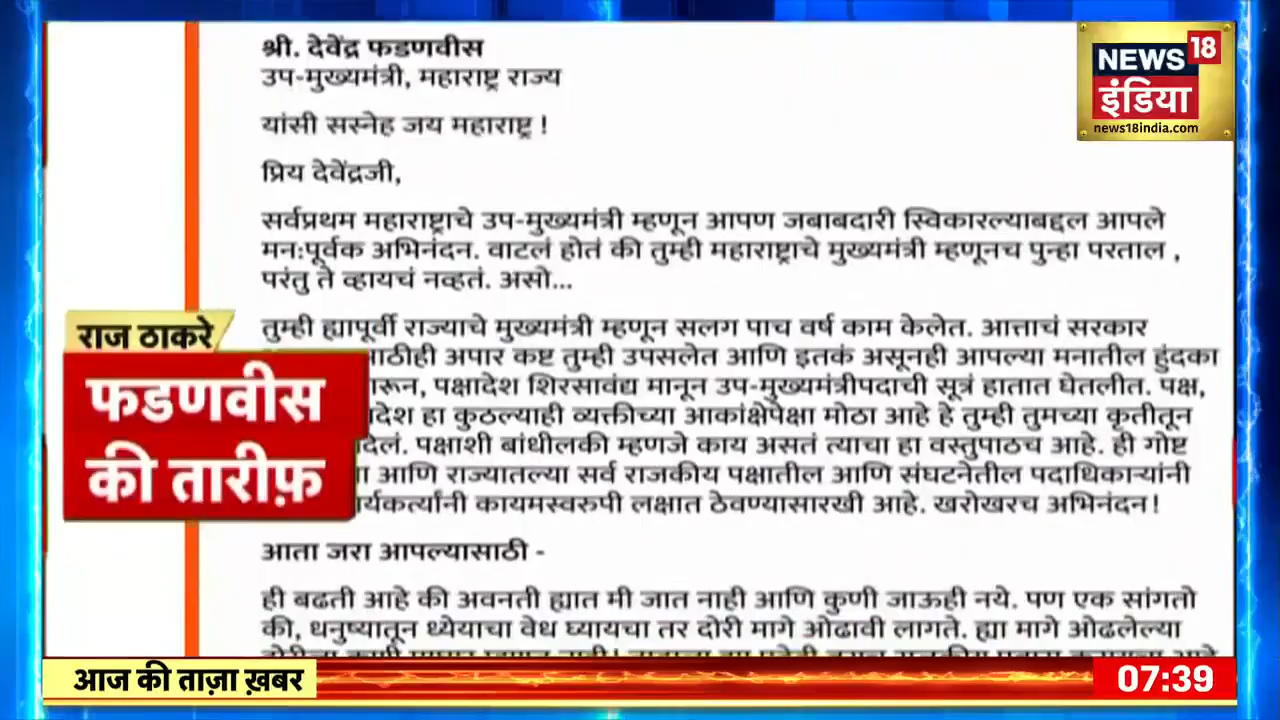 श्री. देवेंद्र फडणवीस
उप-मुख्यमंत्री, महाराष्ट्र राज्य
यांसी सस्नेह जय महाराष्ट्र !
प्रिय देवेंद्रजी,
सर्वप्रथम महाराष्ट्राचे उप-मुख्यमंत्री म्हणून आपण जबाबदारी स्विकारल्याबद्दल आपले
मन:पूर्वक अभिनंदन. वाटलं होतं की तुम्ही महाराष्ट्राचे मुख्यमंत्री म्हणूनच पुन्हा परताल ,
परंतु ते व्हायचं नव्हतं. असो...
तुम्ही ह्यापूर्वी राज्याचे मुख्यमंत्री म्हणून सलग पाच वर्ष काम केलेत. आत्ताचं सरकार
साठीही अपार कष्ट तुम्ही उपसलेत आणि इतकं असूनही आपल्या मनातील हुंदका
रून, पक्षादेश शिरसावंद्य मानून उप-मुख्यमंत्रीपदाची सूत्रं हातात घेतलीत. पक्ष,
देश हा कुठल्याही व्यक्तीच्या आकांक्षेपेक्षा मोठा आहे हे तुम्ही तुमच्या कृतीतून
दिलं. पक्षाशी बांधीलकी म्हणजे काय असतं त्याचा हा वस्तुपाठच आहे. ही गोष्ट
आणि राज्यातल्या सर्व राजकीय पक्षातील आणि संघटनेतील पदाधिकाऱ्यांनी
र्यकर्त्यांनी कायमस्वरुपी लक्षात ठेवण्यासारखी आहे. खरोखरच अभिनंदन!
आता जरा आपल्यासाठी -
ही बढती आहे की अवनती ह्यात मी जात नाही आणि कुणी जाऊही नये. पण एक सांगतो
की, धनुष्यातून ध्येयाचा वेध घ्यायचा तर दोरी मागे ओढावी लागते. ह्या मागे ओढलेल्या
NEWS 18
इंडिया
news18india.com
राज ठाकरे
फडणवीस
की तारीफ़
आज की ताज़ा ख़बर
07:39